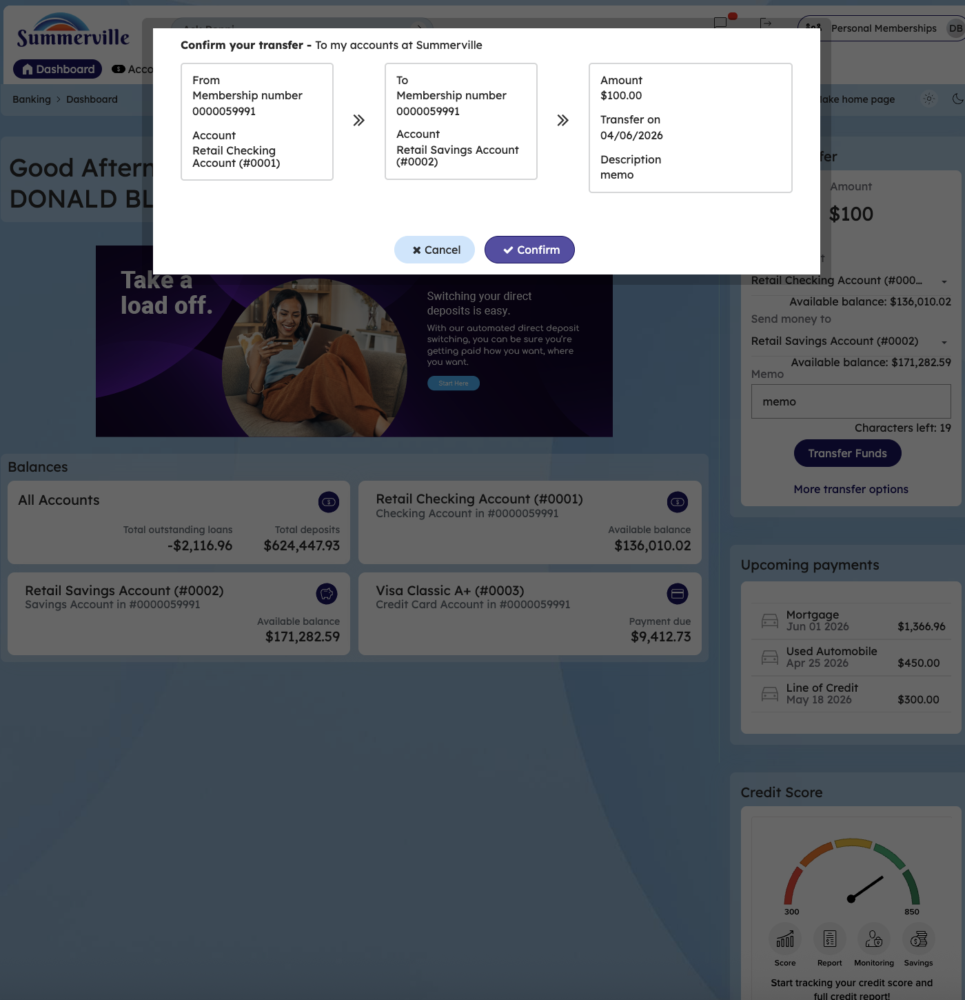 Summerville
Personal Memberships
DB
Dashboard
Acco
Banking > Dashboard
Make home page
Confirm your transfer - To my accounts at Summerville
From
Membership number
0000059991
Account
Retail Checking
Account (#0001)
To
Membership number
0000059991
Account
Retail Savings Account
(#0002)
Amount
$100.00
Transfer on
04/06/2026
Description
memo
Cancel
Confirm
Good Aftern
DONALD BL
Take a
load off.
Switching your direct
deposits is easy.
With our automated direct deposit
switching, you can be sure you're
getting paid how you want, where
you want.
Start Here
Balances
All Accounts
Total outstanding loans
-$2,116.96
Total deposits
$624,447.93
Retail Checking Account (#0001)
Checking Account in #0000059991
Available balance
$136,010.02
Retail Savings Account (#0002)
Savings Account in #0000059991
Available balance
$171,282.59
Visa Classic A+ (#0003)
Credit Card Account in #0000059991
Payment due
$9,412.73
fer
Amount
$100
t
Retail Checking Account (#000...
Available balance: $136,010.02
Send money to
Retail Savings Account (#0002)
Available balance: $171,282.59
Memo
memo
Characters left: 19
Transfer Funds
More transfer options
Upcoming payments
Mortgage
Jun 01 2026
$1,366.96
Used Automobile
Apr 25 2026
$450.00
Line of Credit
May 18 2026
$300.00
Credit Score
300
850
Score
Report
Monitoring
Savings
Start tracking your credit score and
full credit report!